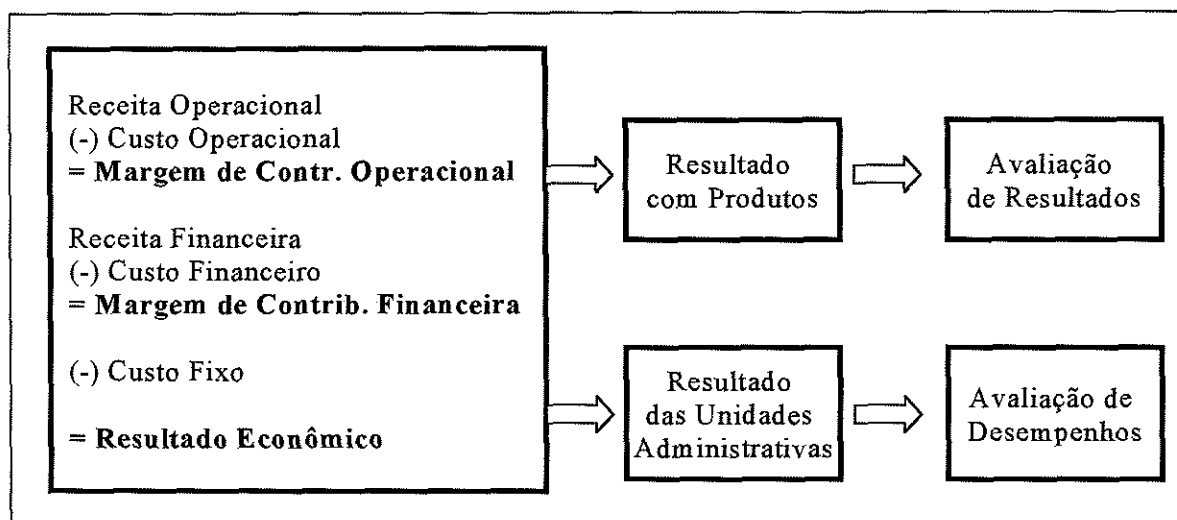 Receita Operacional
(-) Custo Operacional
= Margem de Contr. Operacional
Receita Financeira
(-) Custo Financeiro
= Margem de Contrib. Financeira
(-) Custo Fixo
= Resultado Econômico
Resultado
com Produtos
Avaliação
de Resultados
Resultado
das Unidades
Administrativas
Avaliação de
Desempenhos